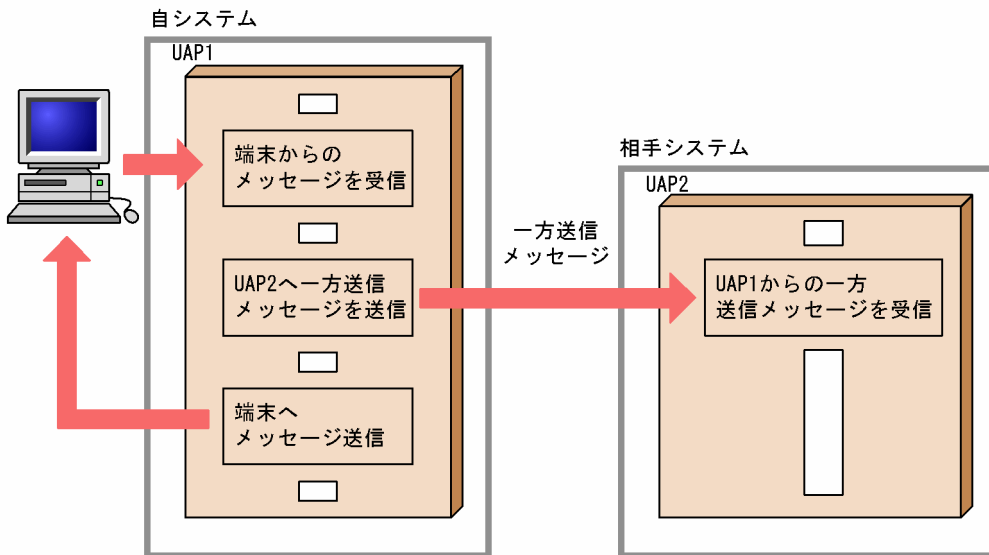 自システム
UAP1
端末からの
メッセージを受信
UAP2へ一方送信
メッセージを送信
端末へ
メッセージ送信
一方送信
メッセージ
相手システム
UAP2
UAP1からの一方
送信メッセージを受信